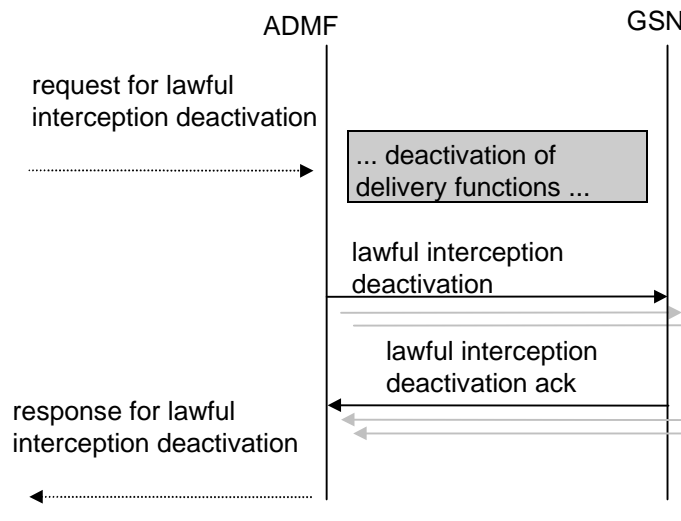 ADMF
GSN
request for lawful
interception deactivation
... deactivation of
delivery functions ...
lawful interception
deactivation
lawful interception
deactivation ack
response for lawful
interception deactivation